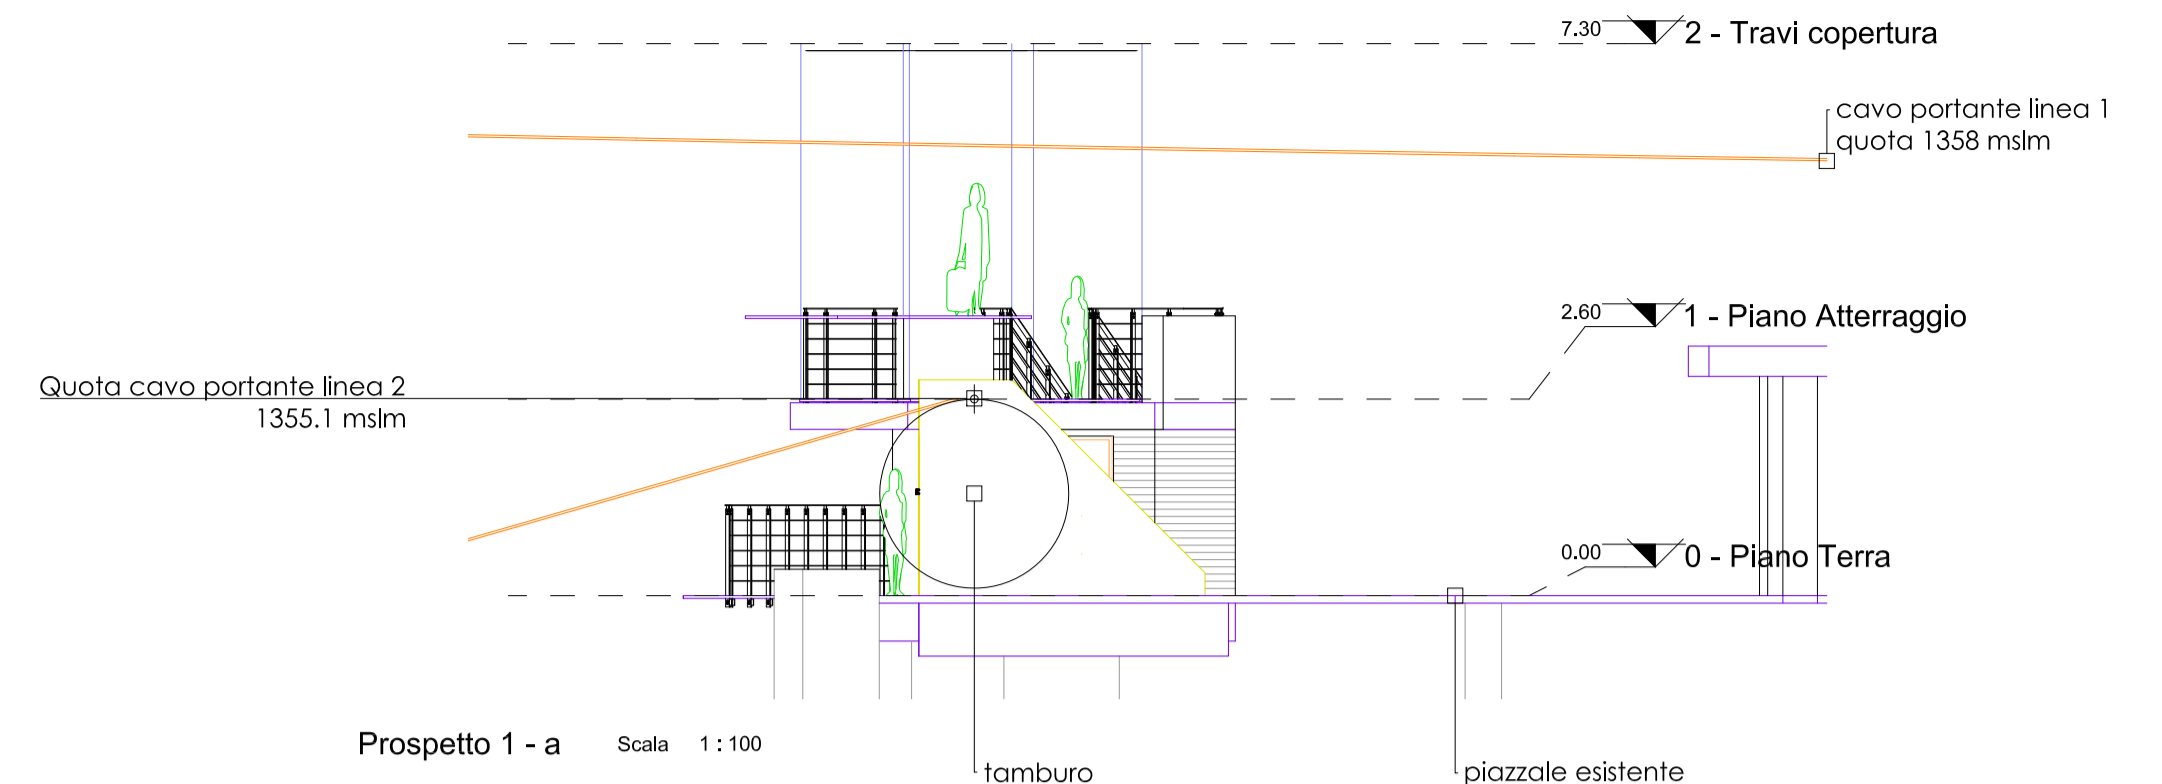 7.30 2 - Travi copertura
cavo portante linea 1
quota 1358 mslm
2.60 1 - Piano Atterraggio
Quota cavo portante linea 2
1355.1 mslm
0.00 0 - Piano Terra
Prospetto 1 - a Scala 1 : 100
tamburo
piazzale esistente